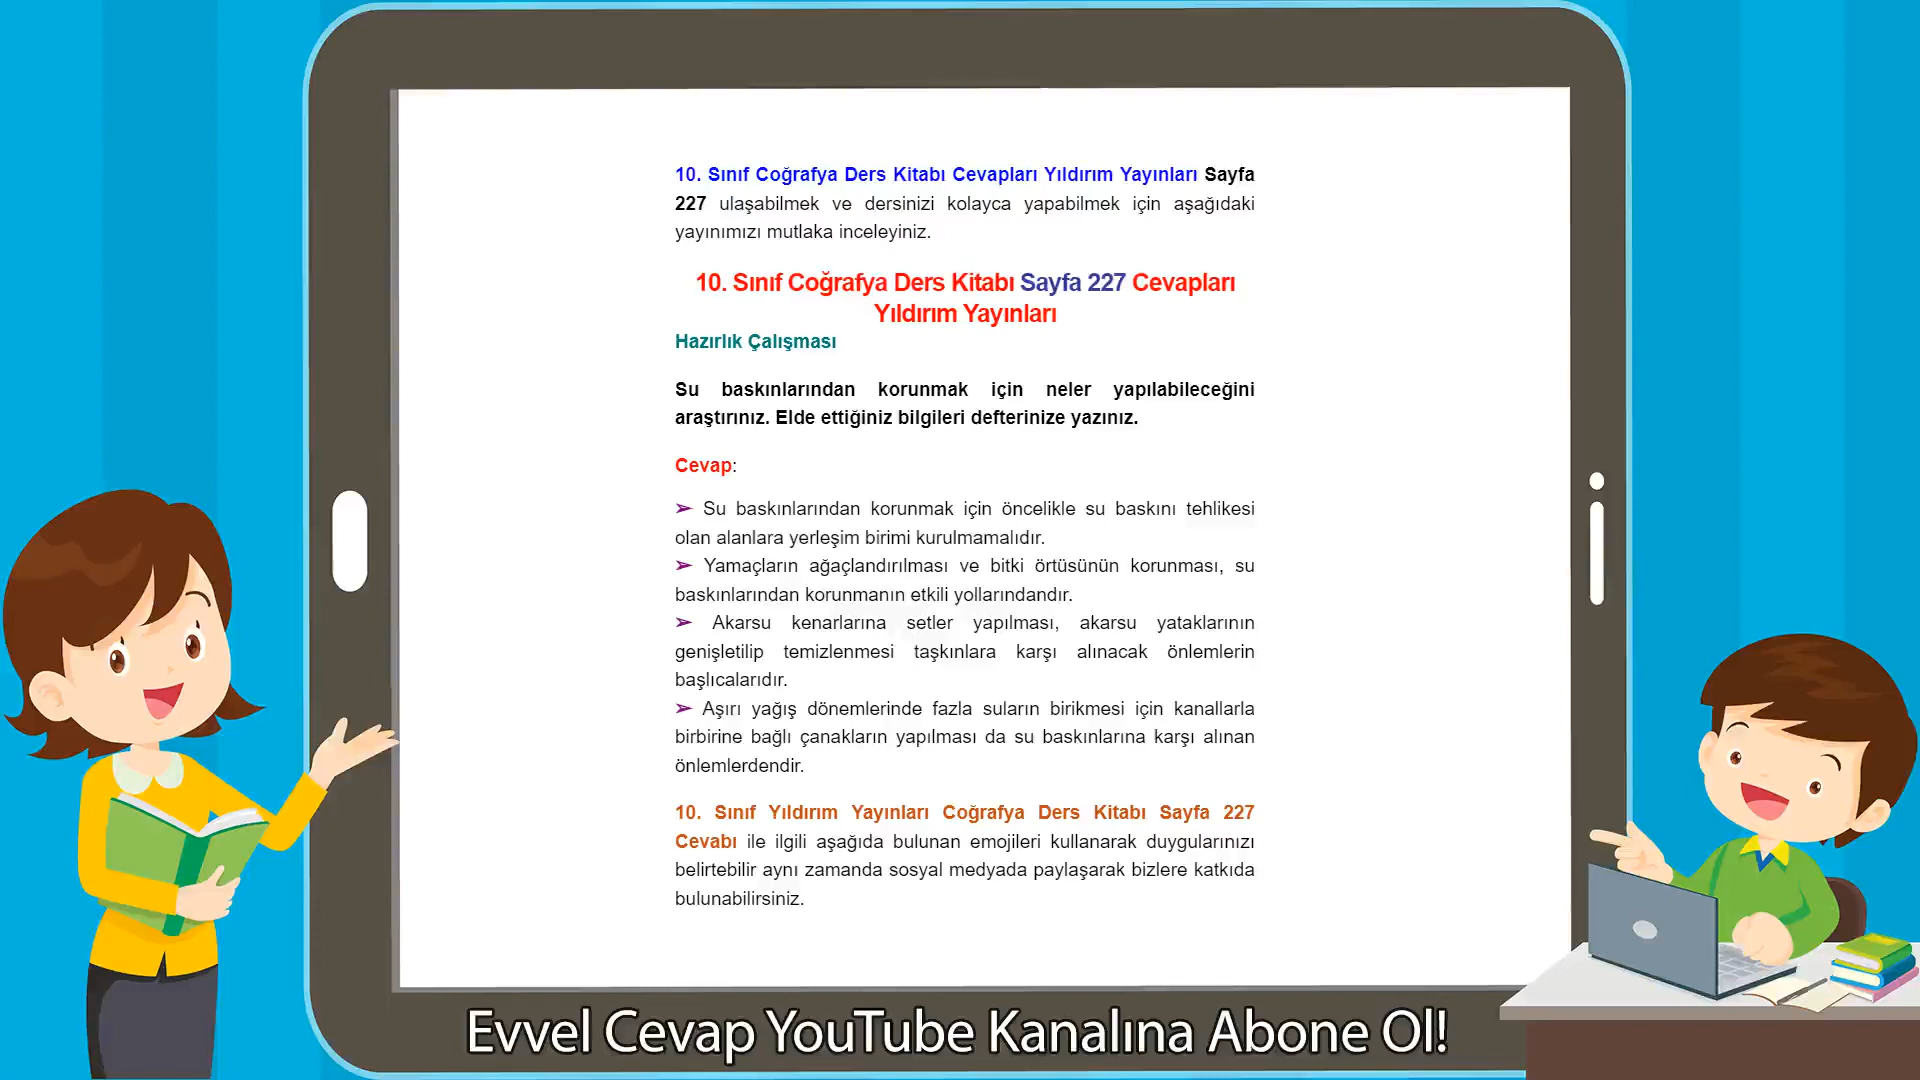 10. Sınıf Coğrafya Ders Kitabı Cevapları Yıldırım Yayınları Sayfa
227 ulaşabilmek ve dersinizi kolayca yapabilmek için aşağıdaki
yayınımızı mutlaka inceleyiniz.
10. Sınıf Coğrafya Ders Kitabı Sayfa 227 Cevapları
Yıldırım Yayınları
Hazırlık Çalışması
Su baskınlarından korunmak için neler yapılabileceğini
araştırınız. Elde ettiğiniz bilgileri defterinize yazınız.
Cevap:
➢ Su baskınlarından korunmak için öncelikle su baskını tehlikesi
olan alanlara yerleşim birimi kurulmamalıdır.
➢ Yamaçların ağaçlandırılması ve bitki örtüsünün korunması, su
baskınlarından korunmanın etkili yollarındandır.
➢ Akarsu kenarlarına setler yapılması, akarsu yataklarının
genişletilip temizlenmesi taşkınlara karşı alınacak önlemlerin
başlıcalarıdır.
➢ Aşırı yağış dönemlerinde fazla suların birikmesi için kanallarla
birbirine bağlı çanakların yapılması da su baskınlarına karşı alınan
önlemlerdendir.
10. Sınıf Yıldırım Yayınları Coğrafya Ders Kitabı Sayfa 227
Cevabı ile ilgili aşağıda bulunan emojileri kullanarak duygularınızı
belirtebilir aynı zamanda sosyal medyada paylaşarak bizlere katkıda
bulunabilirsiniz.
Evvel Cevap YouTube Kanalına Abone Ol!